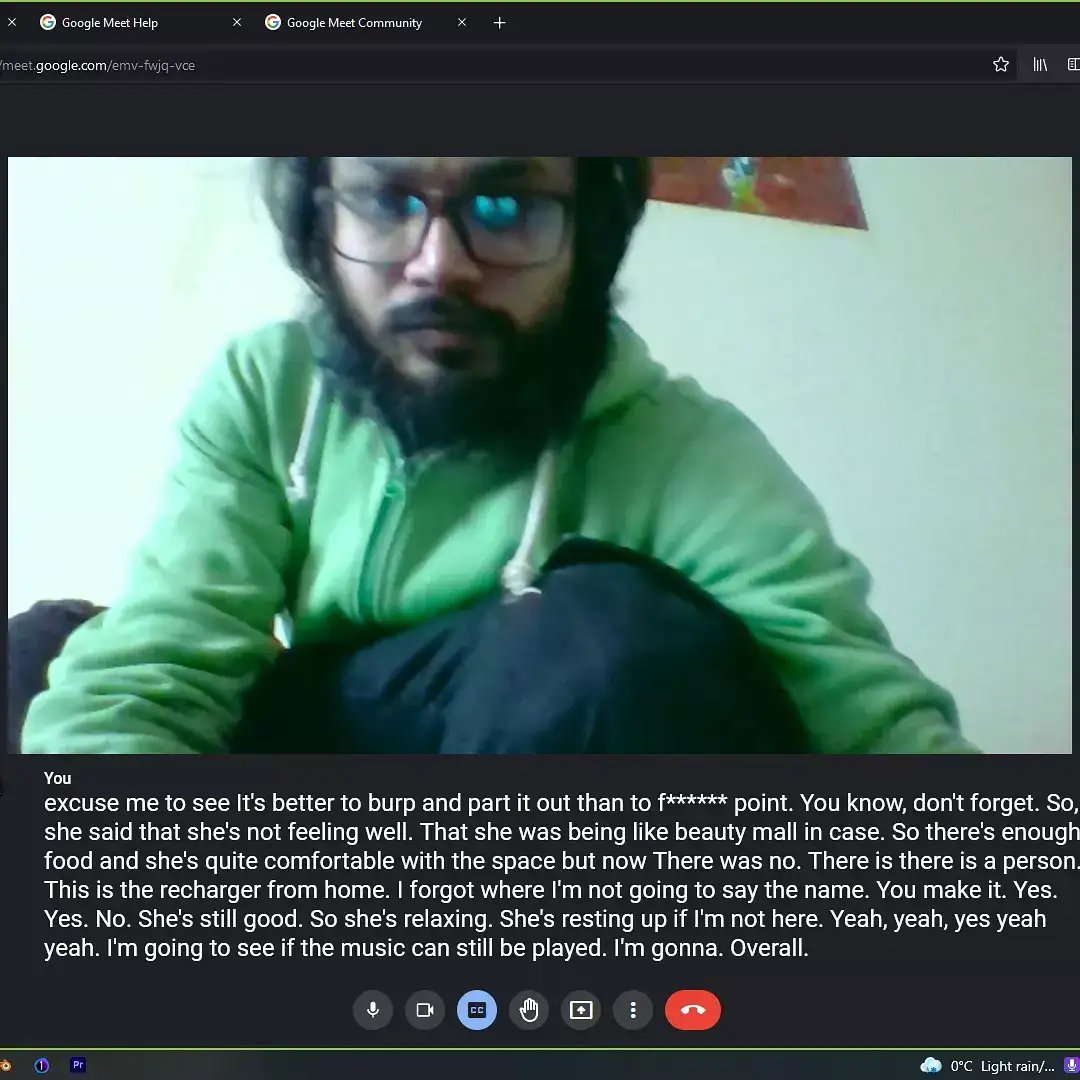 Google Meet Help
Google Meet Community
/meet.google.com/emv-fwjq-vce
You
excuse me to see It's better to burp and part it out than to f****** point. You know, don't forget. So,
she said that she's not feeling well. That she was being like beauty mall in case. So there's enough
food and she's quite comfortable with the space but now There was no. There is there is a person.
This is the recharger from home. I forgot where I'm not going to say the name. You make it. Yes.
Yes. No. She's still good. So she's relaxing. She's resting up if I'm not here. Yeah, yeah, yes yeah
yeah. I'm going to see if the music can still be played. I'm gonna. Overall.
CC
1
Pr
0°C Light rain/...